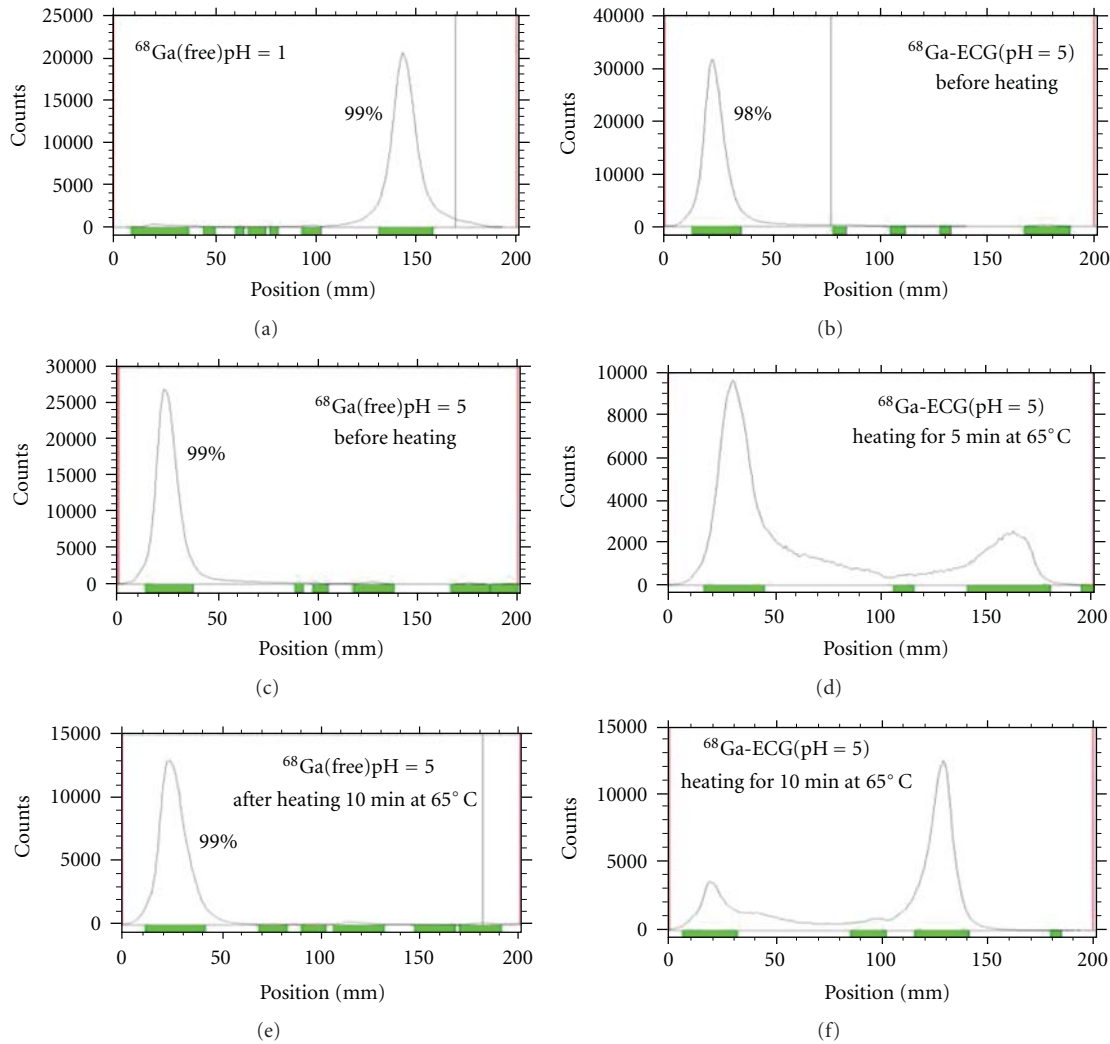 25000
20000
15000
10000
5000
0
Counts
⁶⁸Ga(free)pH = 1
99%
0 50 100 150 200
Position (mm)
(a)
40000
30000
20000
10000
0
Counts
⁶⁸Ga-ECG(pH = 5)
before heating
98%
0 50 100 150 200
Position (mm)
(b)
30000
25000
20000
15000
10000
5000
0
Counts
⁶⁸Ga(free)pH = 5
before heating
99%
0 50 100 150 200
Position (mm)
(c)
10000
8000
6000
4000
2000
0
Counts
⁶⁸Ga-ECG(pH = 5)
heating for 5 min at 65°C
0 50 100 150 200
Position (mm)
(d)
15000
10000
5000
0
Counts
⁶⁸Ga(free)pH = 5
after heating 10 min at 65°C
99%
0 50 100 150 200
Position (mm)
(e)
15000
10000
5000
0
Counts
⁶⁸Ga-ECG(pH = 5)
heating for 10 min at 65°C
0 50 100 150 200
Position (mm)
(f)